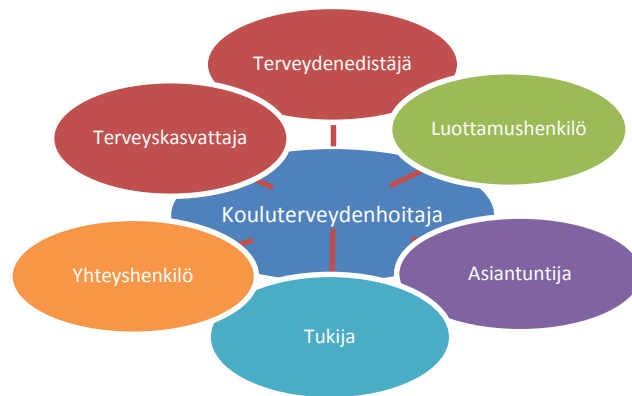 Terveydenedistäjä
Terveyskasvattaja
Luottamushenkilö
Kouluterveydenhoitaja
Yhteyshenkilö
Asiantuntija
Tukija